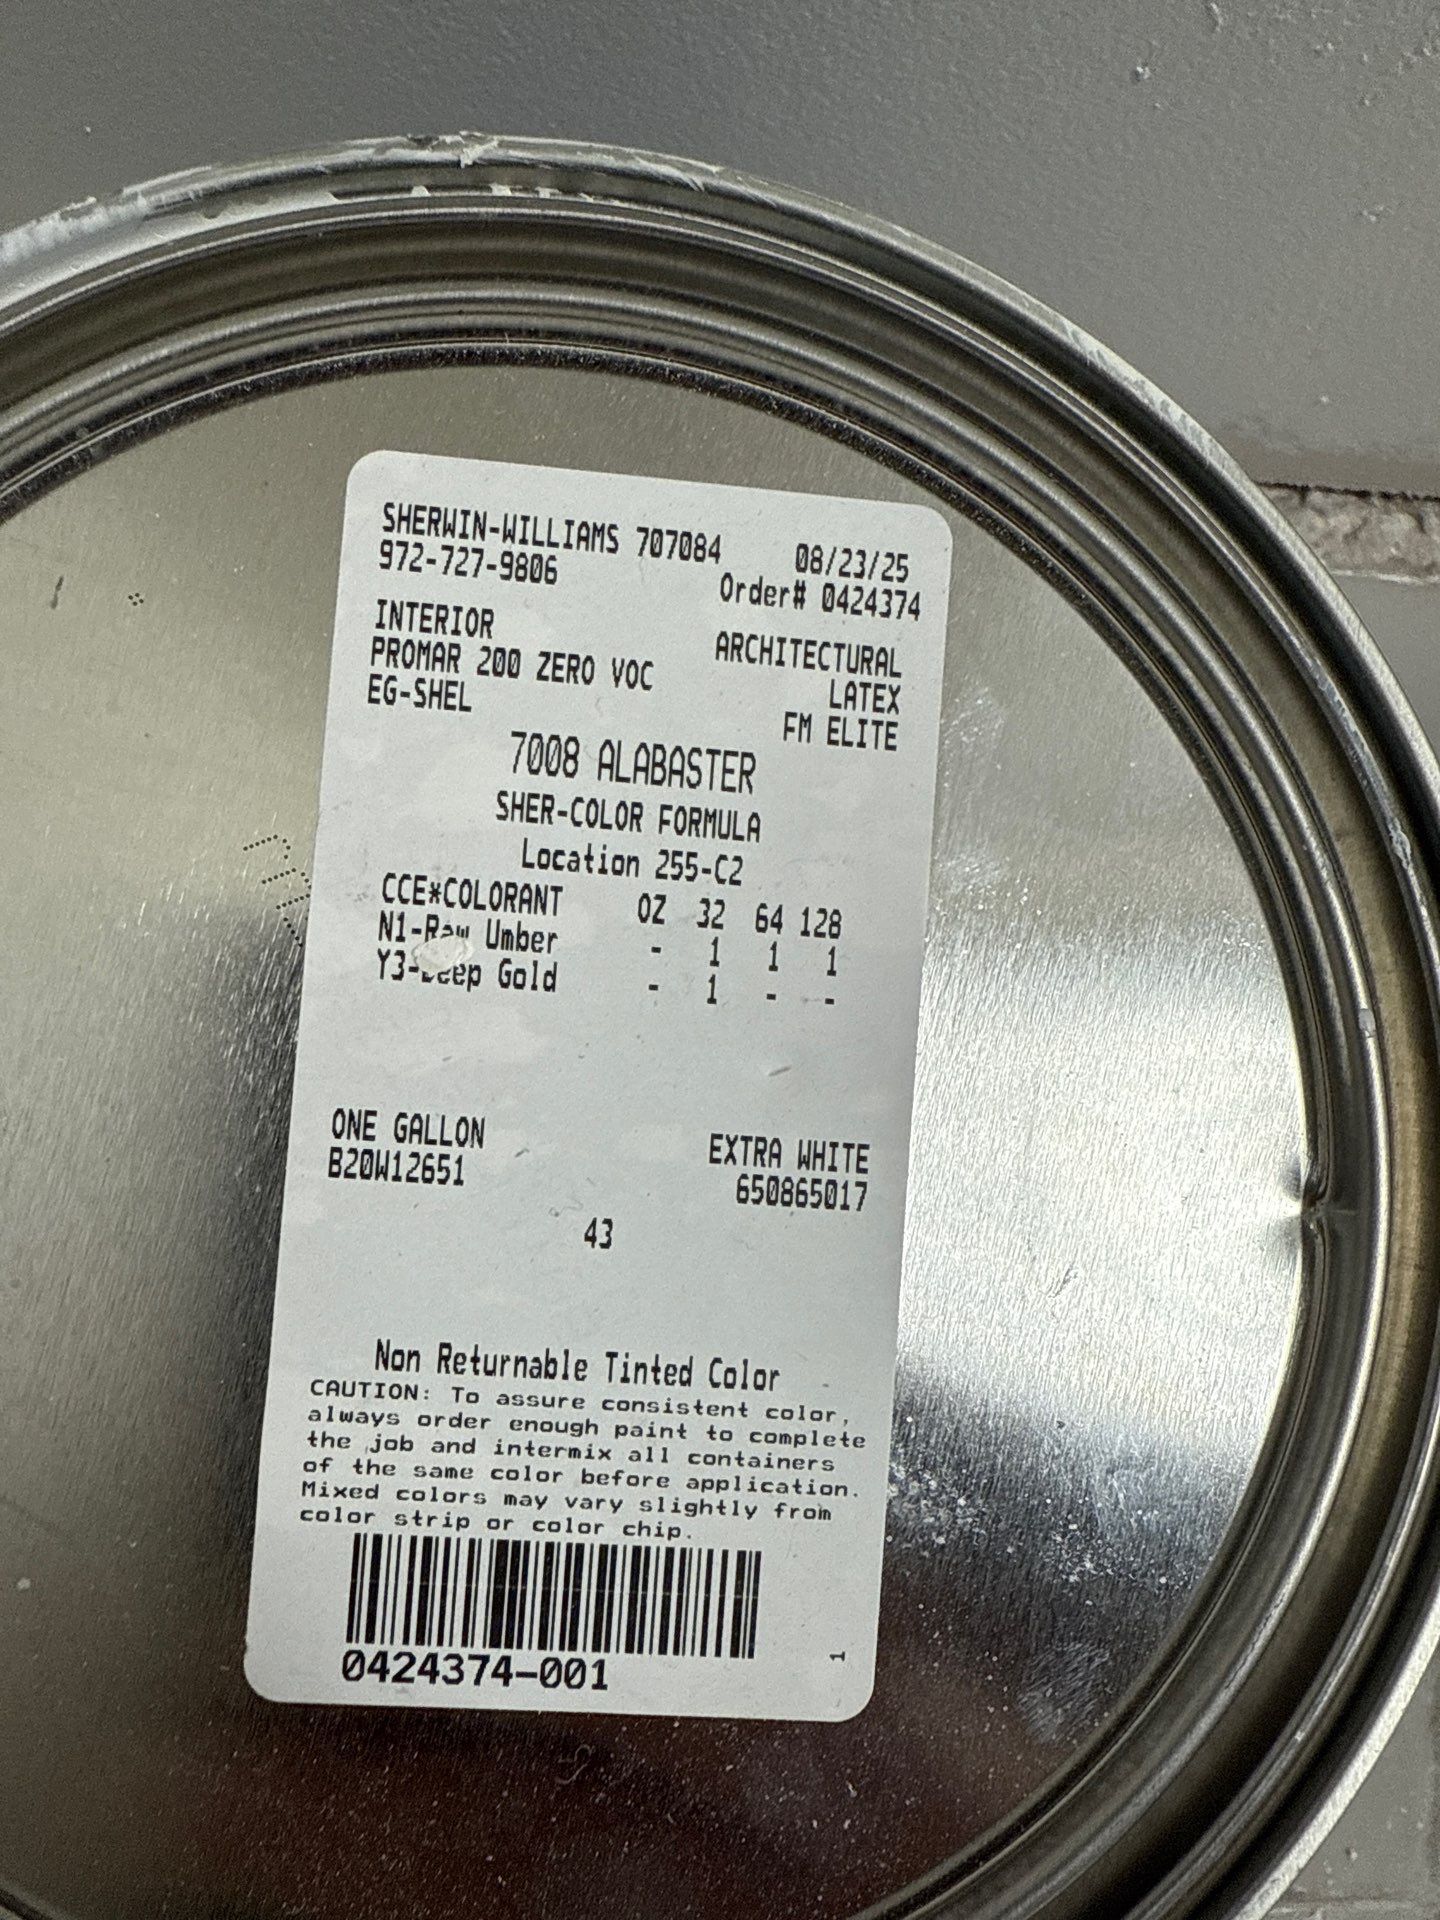 SHERWIN-WILLIAMS 707084 08/23/25
972-727-9806 Order# 0424374
INTERIOR ARCHITECTURAL
PROMAR 200 ZERO VOC LATEX
EG-SHEL FM ELITE
7008 ALABASTER
SHER-COLOR FORMULA
Location 255-C2
CCE*COLORANT OZ 32 64 128
N1-Raw Umber - 1 1 1
Y3-Deep Gold - 1 - -
ONE GALLON EXTRA WHITE
B20W12651 650865017
43
Non Returnable Tinted Color
CAUTION: To assure consistent color,
always order enough paint to complete
the job and intermix all containers
of the same color before application.
Mixed colors may vary slightly from
color strip or color chip.
0424374-001 1